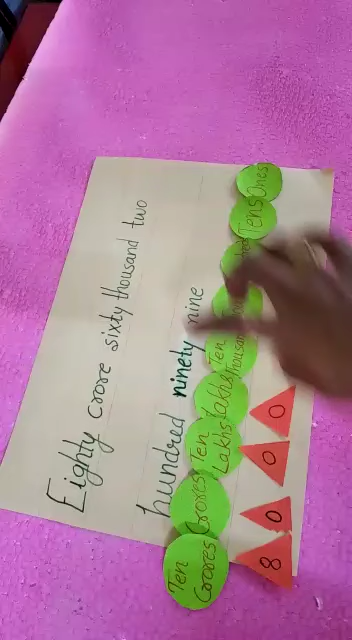 Eighty crore sixty thousand two
hundred ninety nine
Ten Crores Crores Ten Lakhs Lakhs Ten Thousand Tens Ones
8 0 0 0